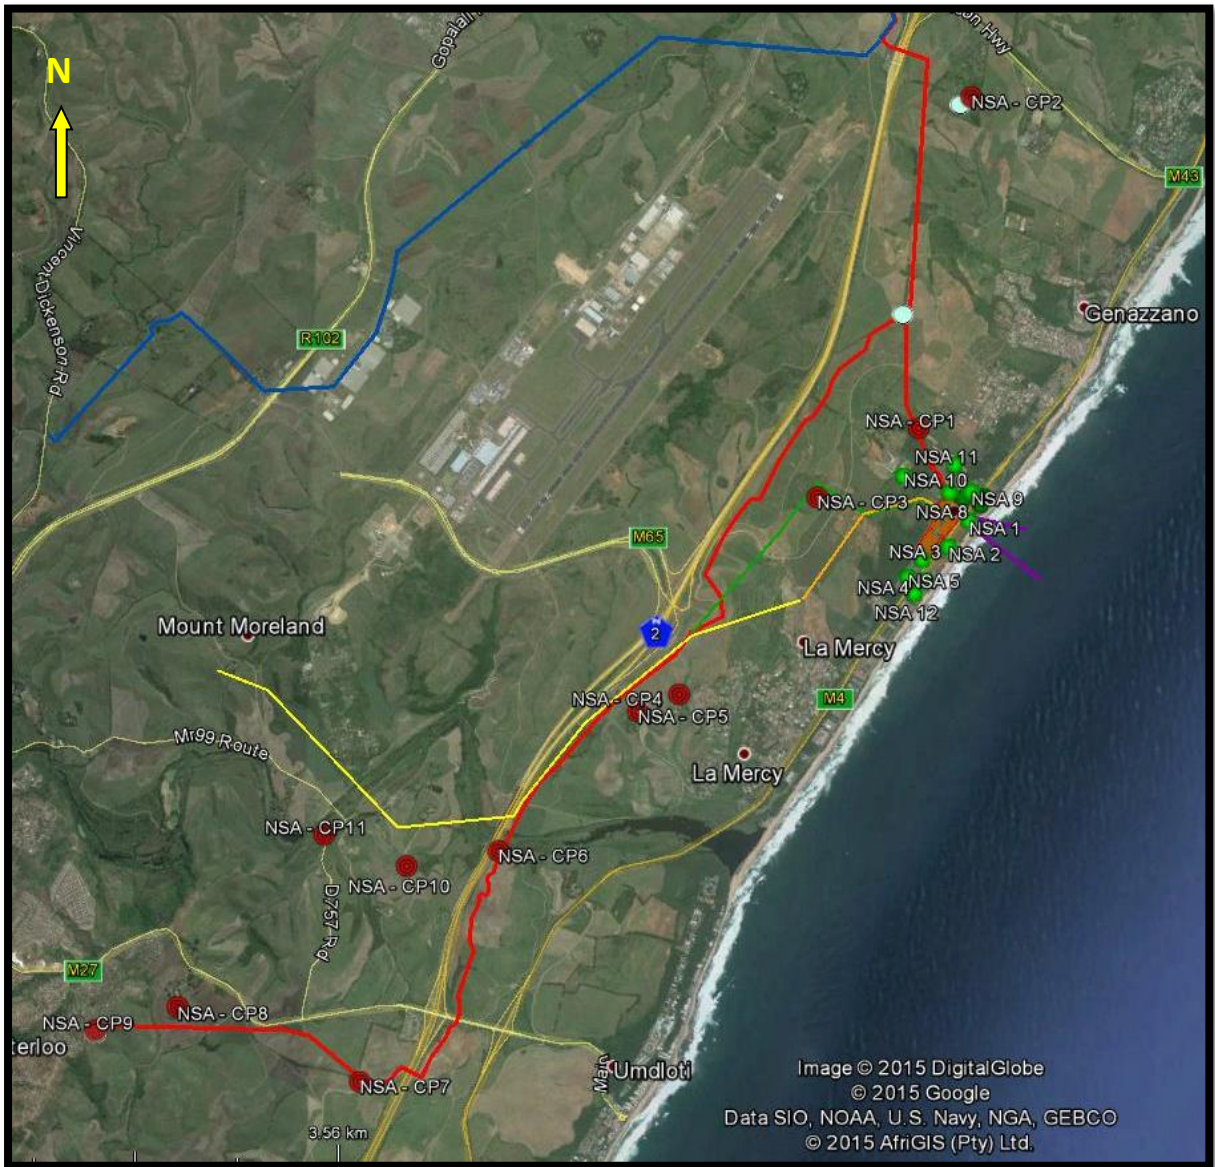 Gopalall
N
NSA - CP2
M43
Vincent Dickenson Rd
Genazzano
R102
NSA - CP1
NSA 11
NSA 10
NSA - CP3
NSA 9
NSA 8
NSA 1
M65
NSA 3
NSA 2
NSA 4
NSA 5
NSA 12
Mount Moreland
N
2
La Mercy
NSA - CP4
M4
NSA - CP5
Mr99 Route
La Mercy
NSA - CP11
NSA - CP6
NSA - CP10
D757 Rd
M27
NSA - CP8
NSA - CP9
terloo
Umdloti
NSA - CP7
Image © 2015 DigitalGlobe
© 2015 Google
Data SIO, NOAA, U.S. Navy, NGA, GEBCO
© 2015 AfriGIS (Pty) Ltd.
3.56 km